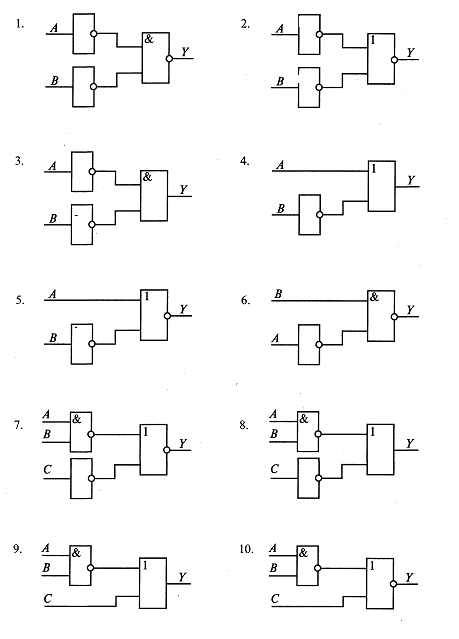 1. A & Y
B
2. A 1 Y
B
3. A & Y
B
4. A 1 Y
B
5. A 1 Y
B
6. B & Y
A
7. A & 1 Y
B
C
8. A & 1 Y
B
C
9. A & 1 Y
B
C
10. A & 1 Y
B
C